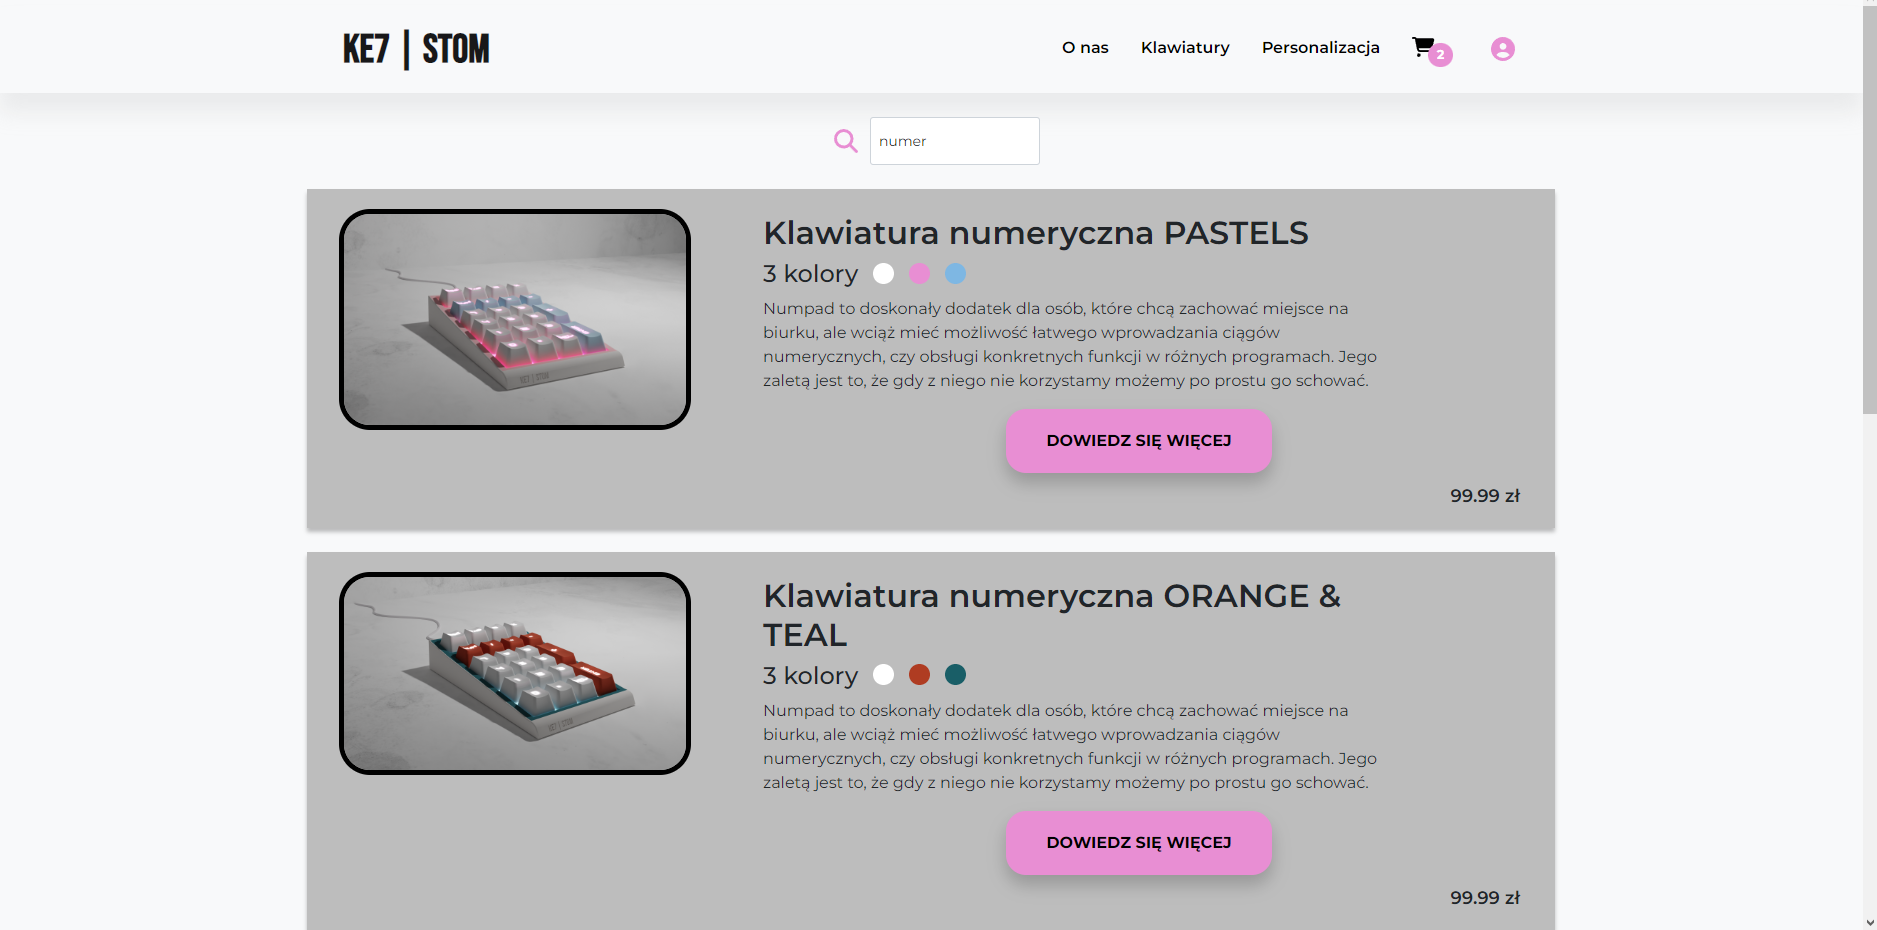 KE7 | STOM
O nas Klawiatury Personalizacja 2
numer
Klawiatura numeryczna PASTELS
3 kolory
Numpad to doskonały dodatek dla osób, które chcą zachować miejsce na
biurku, ale wciąż mieć możliwość łatwego wprowadzania ciągów
numerycznych, czy obsługi konkretnych funkcji w różnych programach. Jego
zaletą jest to, że gdy z niego nie korzystamy możemy po prostu go schować.
DOWIEDZ SIĘ WIĘCEJ
99.99 zł
KE7 | STOM
Klawiatura numeryczna ORANGE &
TEAL
3 kolory
Numpad to doskonały dodatek dla osób, które chcą zachować miejsce na
biurku, ale wciąż mieć możliwość łatwego wprowadzania ciągów
numerycznych, czy obsługi konkretnych funkcji w różnych programach. Jego
zaletą jest to, że gdy z niego nie korzystamy możemy po prostu go schować.
DOWIEDZ SIĘ WIĘCEJ
99.99 zł
KE7 | STOM